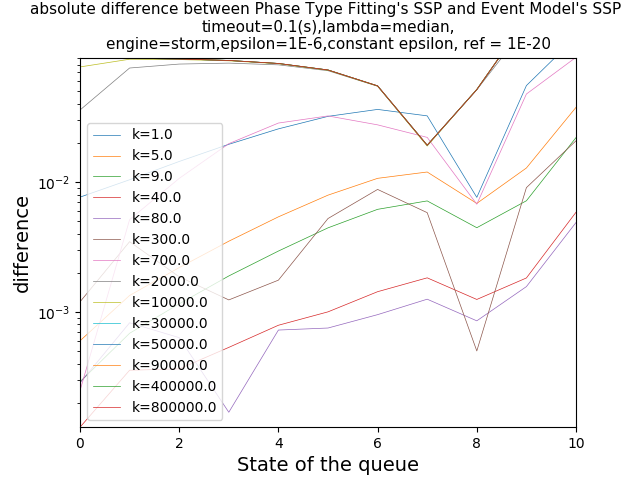 absolute difference between Phase Type Fitting's SSP and Event Model's SSP
timeout=0.1(s),lambda=median,
engine=storm,epsilon=1E-6,constant epsilon, ref = 1E-20
difference
10⁻²
10⁻³
k=1.0
k=5.0
k=9.0
k=40.0
k=80.0
k=300.0
k=700.0
k=2000.0
k=10000.0
k=30000.0
k=50000.0
k=90000.0
k=400000.0
k=800000.0
0 2 4 6 8 10
State of the queue